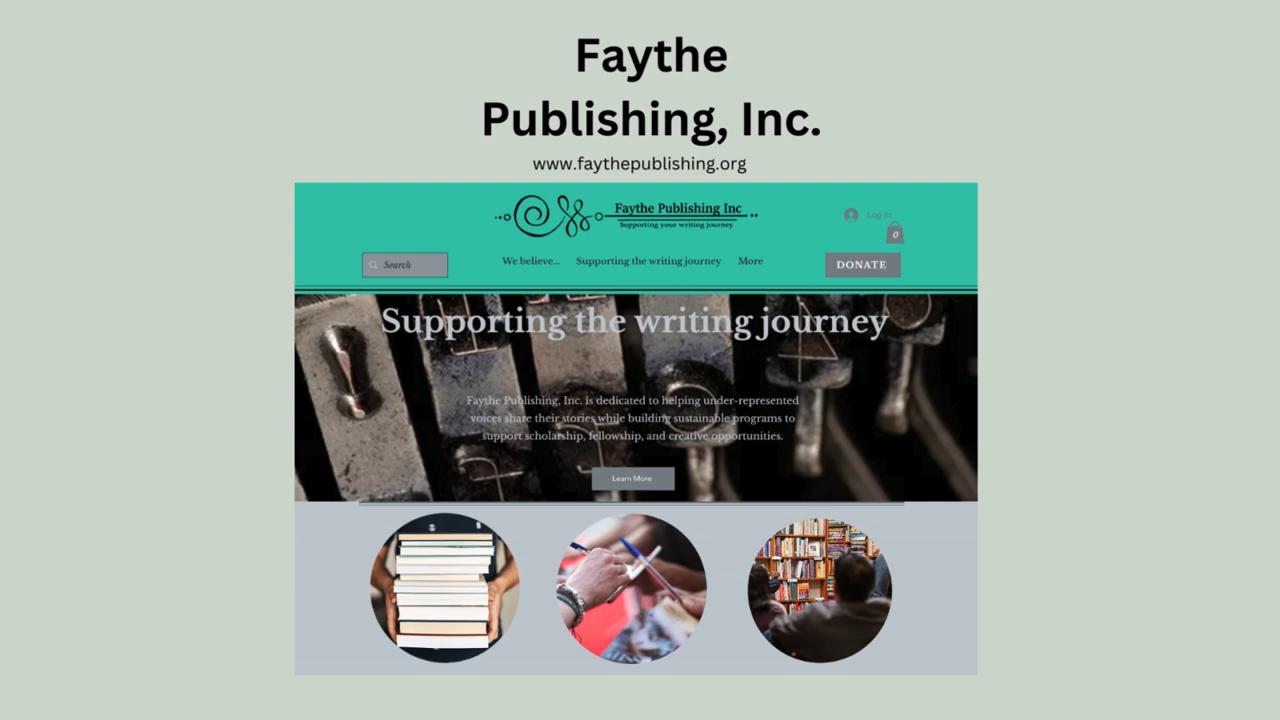 Faythe
Publishing, Inc.
www.faythepublishing.org
Faythe Publishing Inc
Supporting your writing journey
Log In
0
Search
We believe... Supporting the writing journey More
DONATE
Supporting the writing journey
Faythe Publishing, Inc. is dedicated to helping under-represented
voices share their stories while building sustainable programs to
support scholarship, fellowship, and creative opportunities.
Learn More